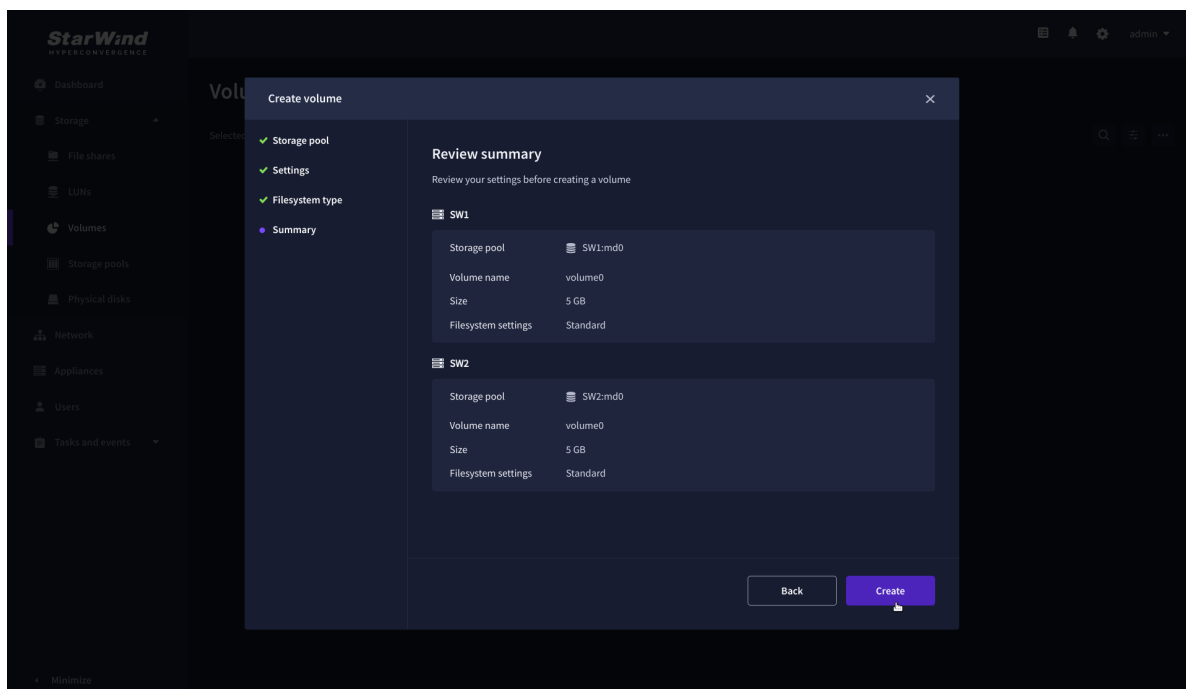 StarWind
HYPERCONVERGENCE
admin
Dashboard
Storage
File shares
LUNs
Volumes
Storage pools
Physical disks
Network
Appliances
Users
Tasks and events
Minimize
Volu
Selected
Create volume
Storage pool
Settings
Filesystem type
Summary
Review summary
Review your settings before creating a volume
SW1
Storage pool SW1:md0
Volume name volume0
Size 5 GB
Filesystem settings Standard
SW2
Storage pool SW2:md0
Volume name volume0
Size 5 GB
Filesystem settings Standard
Back Create